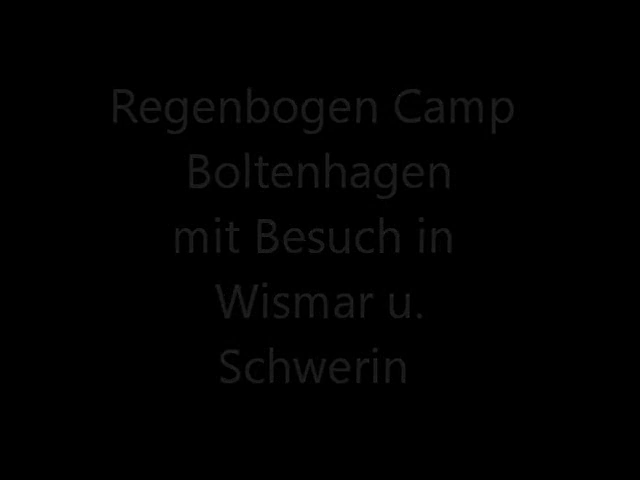 Regenbogen Camp
Boltenhagen
mit Besuch in
Wismar u.
Schwerin